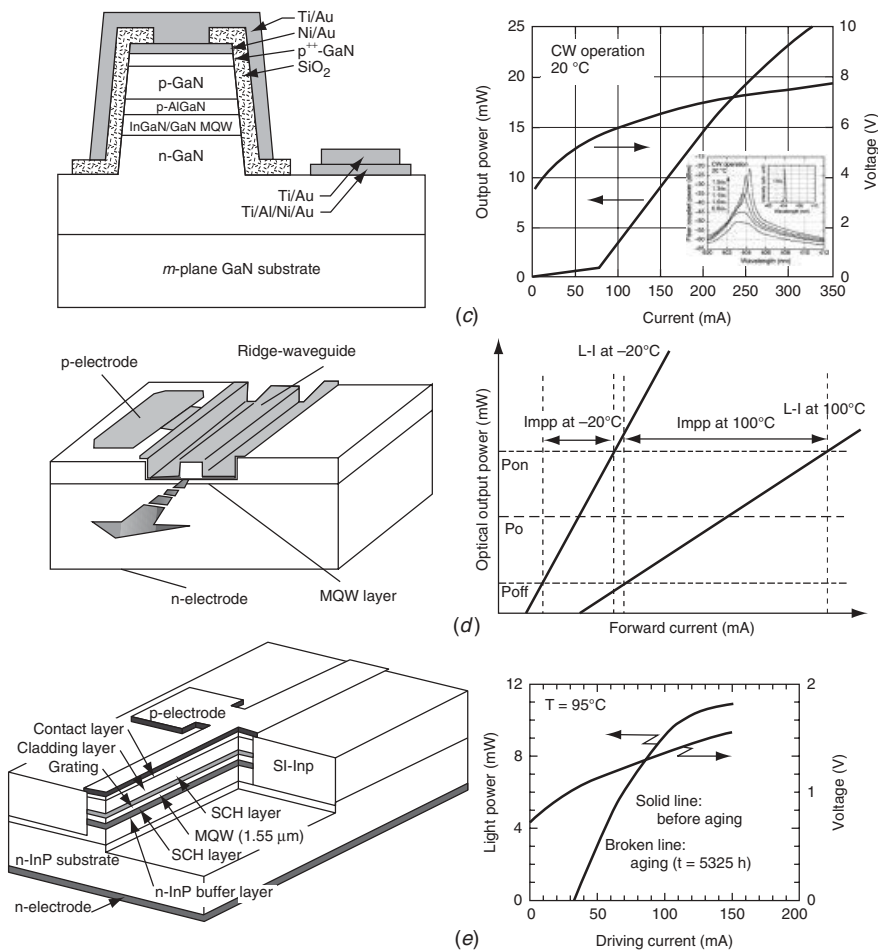 Ti/Au
Ni/Au
p++-GaN
SiO2
p-GaN
p-AlGaN
InGaN/GaN MQW
n-GaN
Ti/Au
Ti/Al/Ni/Au
m-plane GaN substrate
CW operation
20 °C
Output power (mW)
25
20
15
10
5
0
10
8
6
4
2
0
Voltage (V)
0
50
100
150
200
250
300
350
Current (mA)
CW operation
20 °C
Wavelength (nm)
(c)
p-electrode
Ridge-waveguide
n-electrode
MQW layer
L-I at –20°C
Impp at –20°C
Impp at 100°C
L-I at 100°C
Optical output power (mW)
Pon
Po
Poff
Forward current (mA)
(d)
p-electrode
Contact layer
Cladding layer
Grating
SI-Inp
SCH layer
MQW (1.55 µm)
SCH layer
n-InP substrate
n-InP buffer layer
n-electrode
T = 95°C
Light power (mW)
12
8
4
0
2
1
0
Voltage (V)
Solid line:
before aging
Broken line:
aging (t = 5325 h)
0
50
100
150
200
Driving current (mA)
(e)